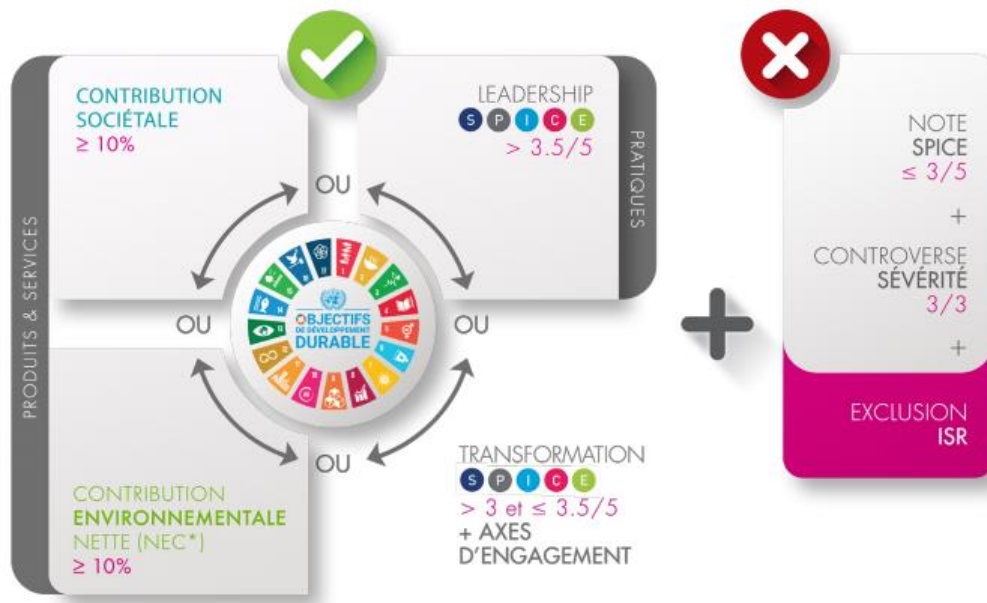 PRODUITS & SERVICES
CONTRIBUTION
SOCIÉTALE
≥ 10%
LEADERSHIP
S P I C E
> 3.5/5
PRATIQUES
OU
OU
OU
OU
OBJECTIFS
DE DÉVELOPPEMENT
DURABLE
CONTRIBUTION
ENVIRONNEMENTALE
NETTE (NEC*)
≥ 10%
TRANSFORMATION
S P I C E
> 3 et ≤ 3.5/5
+ AXES
D'ENGAGEMENT
+
NOTE
SPICE
≤ 3/5
+
CONTROVERSE
SÉVÉRITÉ
3/3
+
EXCLUSION
ISR